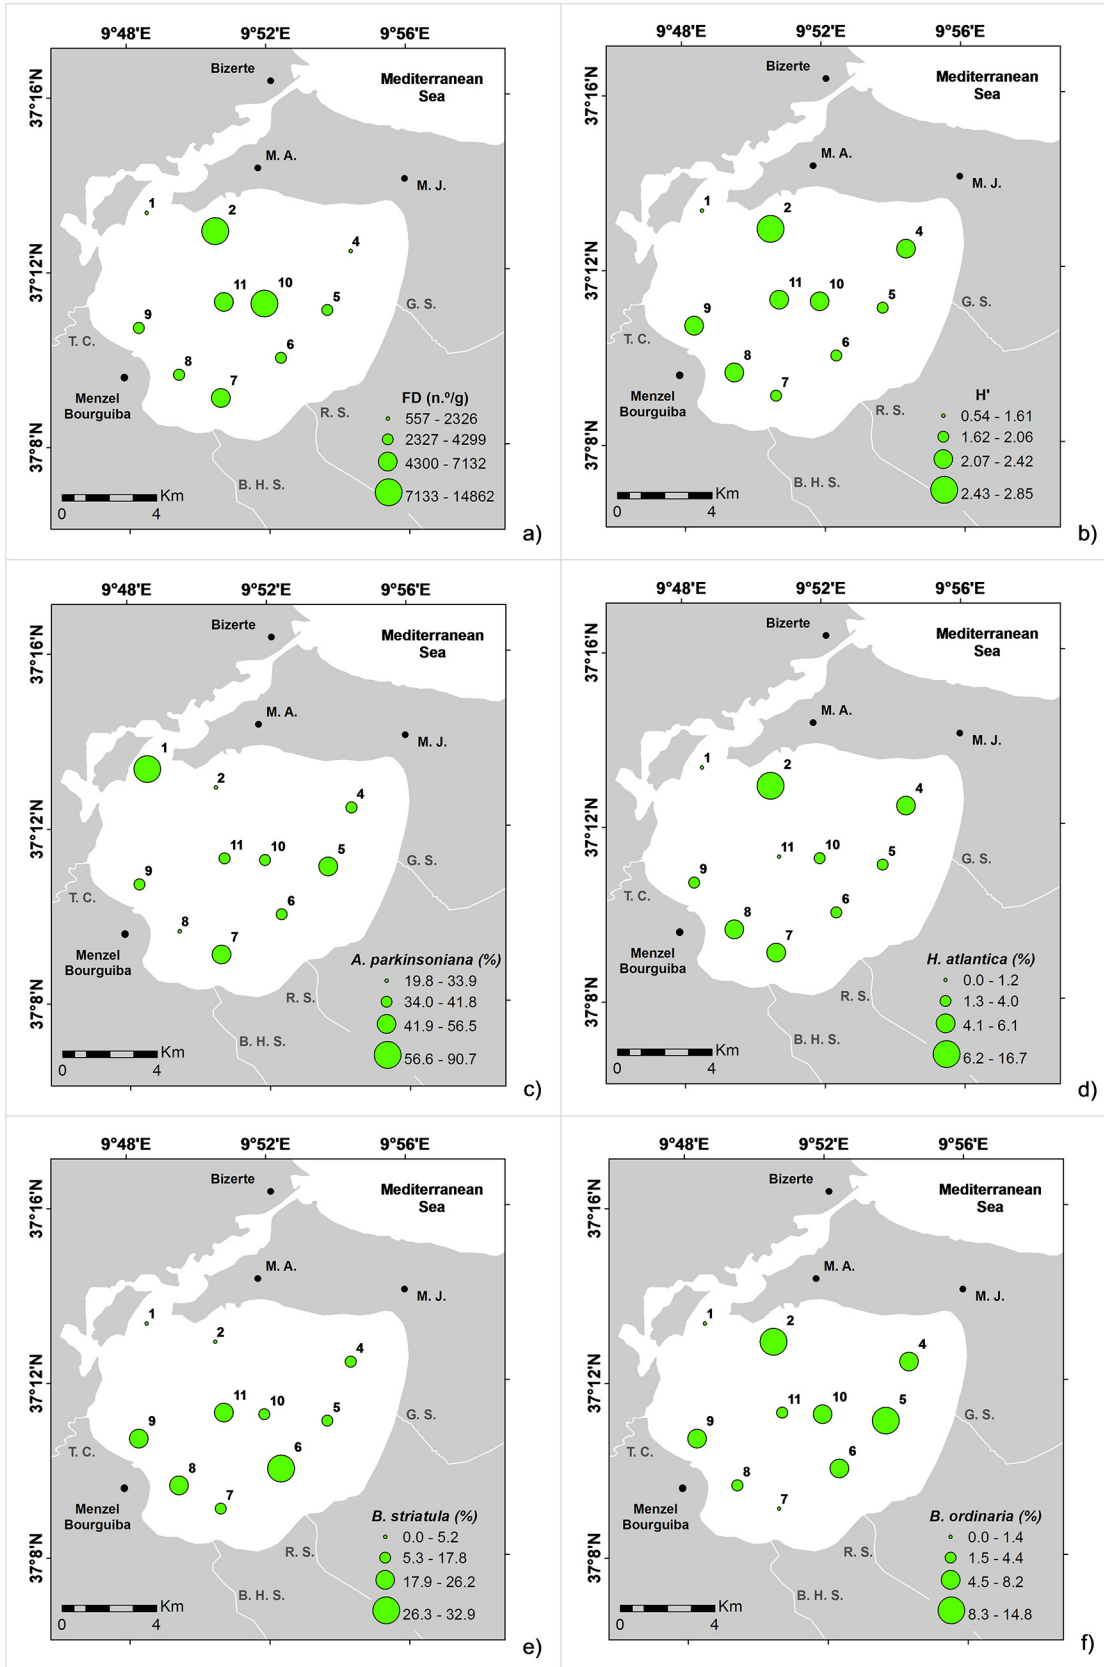 9°48'E 9°52'E 9°56'E
37°16'N
37°12'N
37°8'N
Bizerte
Mediterranean
Sea
M. A.
M. J.
1
2
4
11
10
5
9
6
8
7
G. S.
T. C.
Menzel
Bourguiba
R. S.
B. H. S.
FD (n.º/g)
557 - 2326
2327 - 4299
4300 - 7132
7133 - 14862
Km
0 4
a)
9°48'E 9°52'E 9°56'E
37°16'N
37°12'N
37°8'N
Bizerte
Mediterranean
Sea
M. A.
M. J.
1
2
4
11
10
5
9
6
8
7
G. S.
T. C.
Menzel
Bourguiba
R. S.
B. H. S.
H'
0.54 - 1.61
1.62 - 2.06
2.07 - 2.42
2.43 - 2.85
Km
0 4
b)
9°48'E 9°52'E 9°56'E
37°16'N
37°12'N
37°8'N
Bizerte
Mediterranean
Sea
M. A.
M. J.
1
2
4
11
10
5
9
6
8
7
G. S.
T. C.
Menzel
Bourguiba
R. S.
B. H. S.
A. parkinsoniana (%)
19.8 - 33.9
34.0 - 41.8
41.9 - 56.5
56.6 - 90.7
Km
0 4
c)
9°48'E 9°52'E 9°56'E
37°16'N
37°12'N
37°8'N
Bizerte
Mediterranean
Sea
M. A.
M. J.
1
2
4
11
10
5
9
6
8
7
G. S.
T. C.
Menzel
Bourguiba
R. S.
B. H. S.
H. atlantica (%)
0.0 - 1.2
1.3 - 4.0
4.1 - 6.1
6.2 - 16.7
Km
0 4
d)
9°48'E 9°52'E 9°56'E
37°16'N
37°12'N
37°8'N
Bizerte
Mediterranean
Sea
M. A.
M. J.
1
2
4
11
10
5
9
6
8
7
G. S.
T. C.
Menzel
Bourguiba
R. S.
B. H. S.
B. striatula (%)
0.0 - 5.2
5.3 - 17.8
17.9 - 26.2
26.3 - 32.9
Km
0 4
e)
9°48'E 9°52'E 9°56'E
37°16'N
37°12'N
37°8'N
Bizerte
Mediterranean
Sea
M. A.
M. J.
1
2
4
11
10
5
9
6
8
7
G. S.
T. C.
Menzel
Bourguiba
R. S.
B. H. S.
B. ordinaria (%)
0.0 - 1.4
1.5 - 4.4
4.5 - 8.2
8.3 - 14.8
Km
0 4
f)